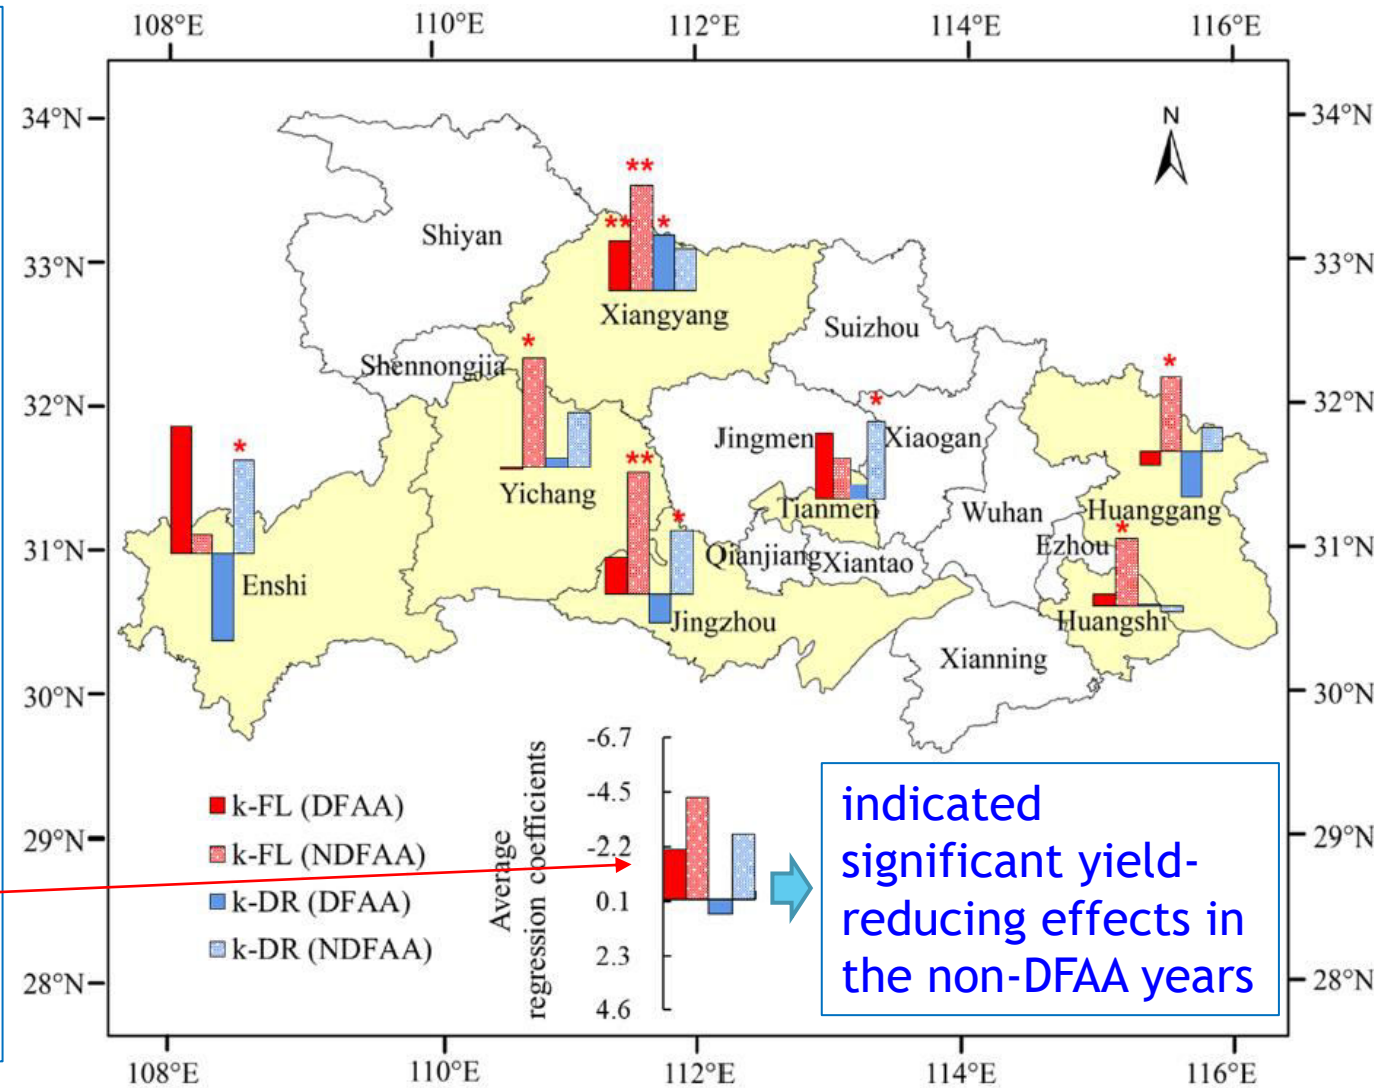 108°E 110°E 112°E 114°E 116°E
34°N 34°N
N
**
Shiyan
** *
33°N 33°N
Xiangyang
Suizhou
*
Shennongjia
*
32°N 32°N
*
Jingmen Xiaogan
*
**
Yichang
Tianmen
Wuhan
Huanggang
*
*
31°N 31°N
Ezhou
Qianjiang Xiantao
Enshi
Jingzhou
Huangshi
Xianning
30°N 30°N
Average
regression coefficients
-6.7
-4.5
-2.2
0.1
2.3
4.6
k-FL (DFAA)
k-FL (NDFAA)
k-DR (DFAA)
k-DR (NDFAA)
indicated
significant yield-
reducing effects in
the non-DFAA years
29°N 29°N
28°N 28°N
108°E 110°E 112°E 114°E 116°E